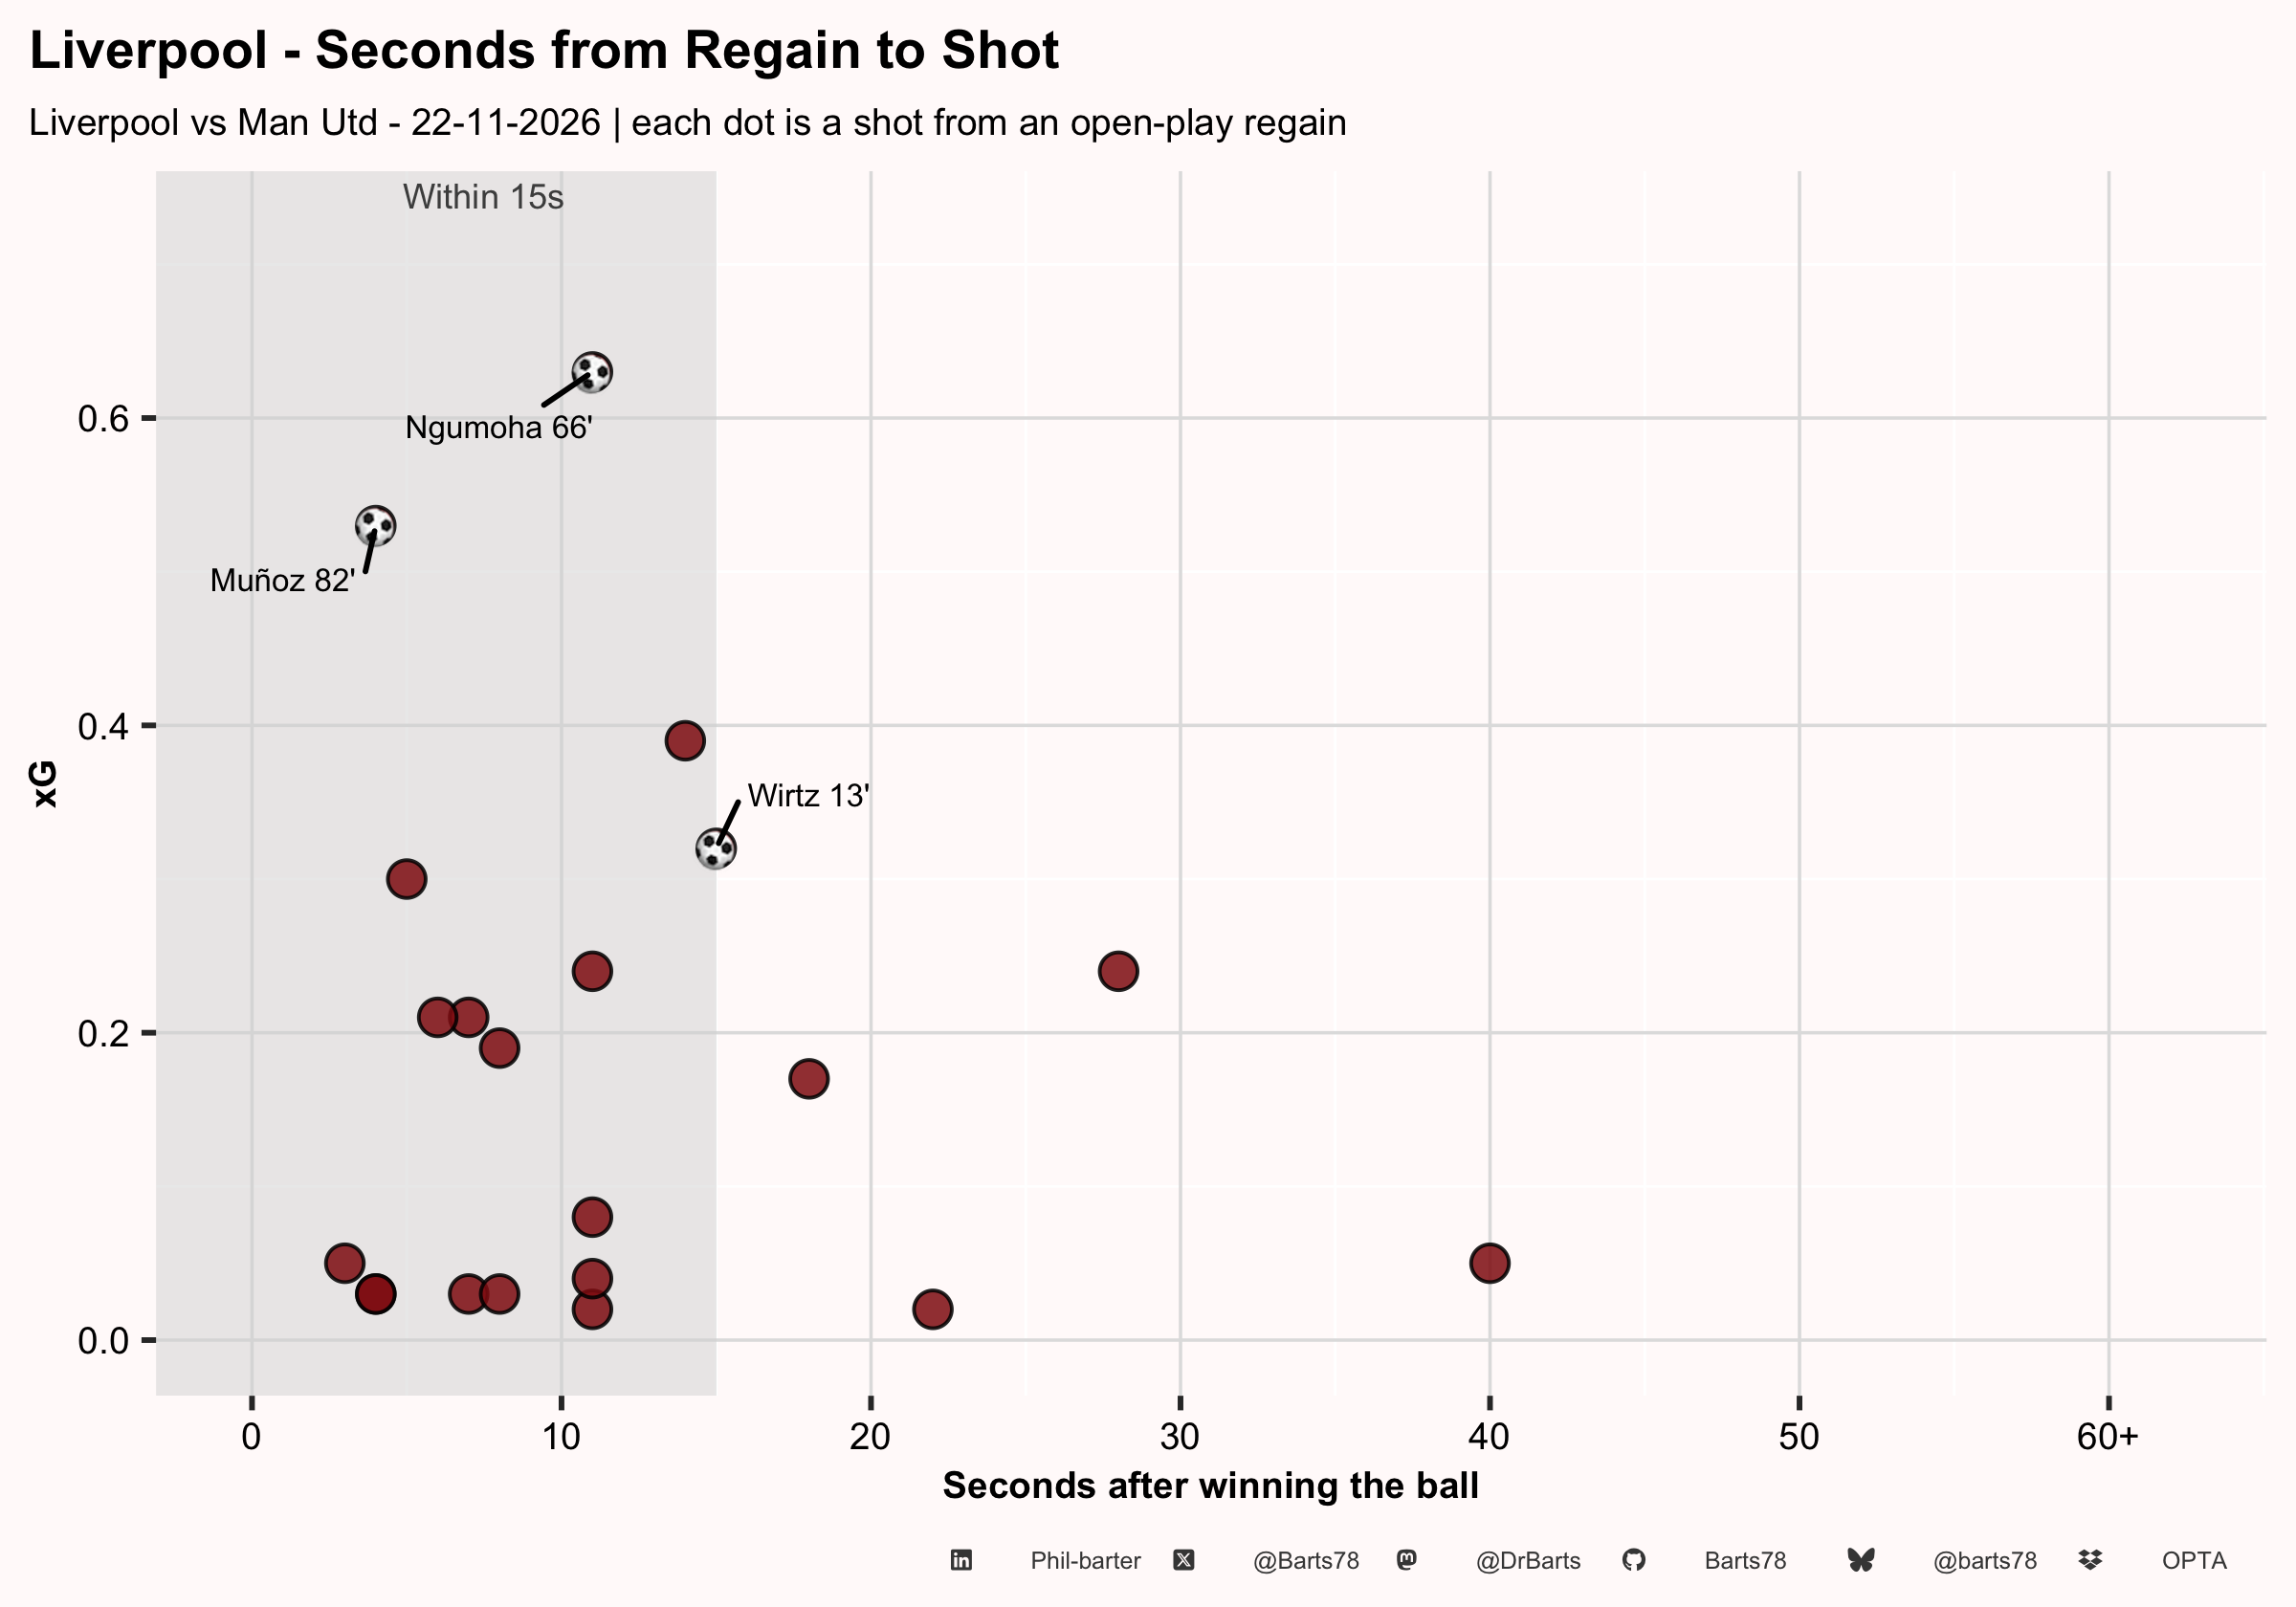 Liverpool - Seconds from Regain to Shot
Liverpool vs Man Utd - 22-11-2026 | each dot is a shot from an open-play regain
Within 15s
Ngumoha 66'
Muñoz 82'
Wirtz 13'
xG
0.6
0.4
0.2
0.0
0 10 20 30 40 50 60+
Seconds after winning the ball
Phil-barter @Barts78 @DrBarts Barts78 @barts78 OPTA